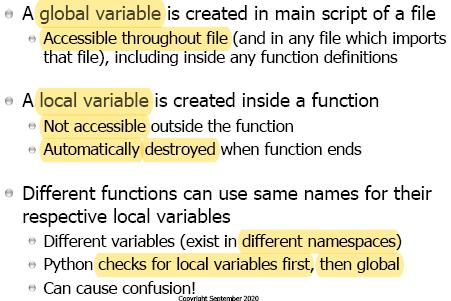 A global variable is created in main script of a file
Accessible throughout file (and in any file which imports
that file), including inside any function definitions
A local variable is created inside a function
Not accessible outside the function
Automatically destroyed when function ends
Different functions can use same names for their
respective local variables
Different variables (exist in different namespaces)
Python checks for local variables first, then global
Can cause confusion!
Copyright September 2020